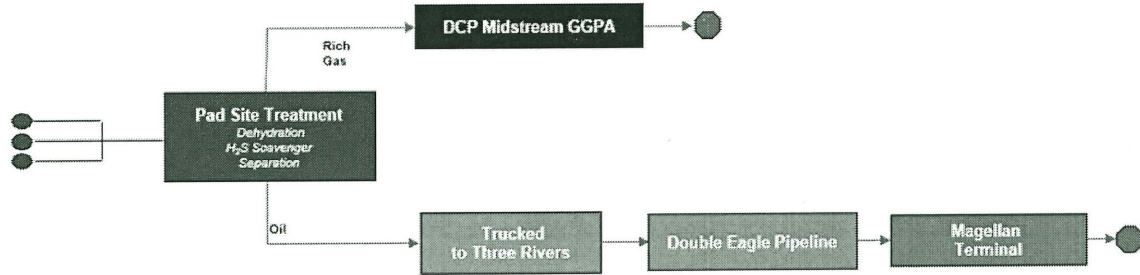 DCP Midstream GGPA
Rich
Gas
Pad Site Treatment
Dehydration
H₂S Scavenger
Separation
Oil
Trucked
to Three Rivers
Double Eagle Pipeline
Magellan
Terminal